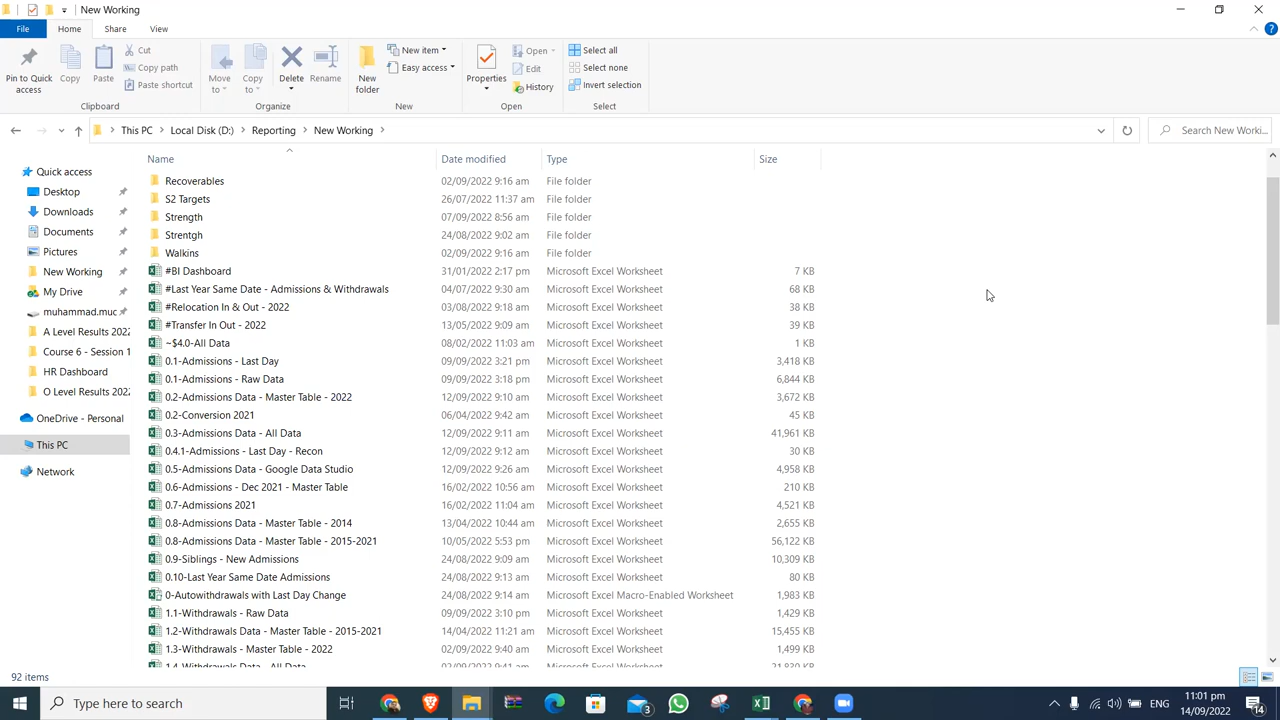 New Working
File Home Share View
Pin to Quick access
Copy
Paste
Cut
Copy path
Paste shortcut
Clipboard
Move to
Copy to
Delete
Rename
Organize
New folder
New item
Easy access
New
Properties
Open
Edit
History
Open
Select all
Select none
Invert selection
Select
This PC Local Disk (D:) Reporting New Working
Search New Worki...
Name Date modified Type Size
Quick access
Desktop
Downloads
Documents
Pictures
New Working
My Drive
muhammad.muc
A Level Results 2022
Course 6 - Session 1
HR Dashboard
O Level Results 2022
OneDrive - Personal
This PC
Network
Recoverables 02/09/2022 9:16 am File folder
S2 Targets 26/07/2022 11:37 am File folder
Strength 07/09/2022 8:56 am File folder
Strentgh 24/08/2022 9:02 am File folder
Walkins 02/09/2022 9:16 am File folder
#BI Dashboard 31/01/2022 2:17 pm Microsoft Excel Worksheet 7 KB
#Last Year Same Date - Admissions & Withdrawals 04/07/2022 9:30 am Microsoft Excel Worksheet 68 KB
#Relocation In & Out - 2022 03/08/2022 9:18 am Microsoft Excel Worksheet 38 KB
#Transfer In Out - 2022 13/05/2022 9:09 am Microsoft Excel Worksheet 39 KB
~$4.0-All Data 08/02/2022 11:03 am Microsoft Excel Worksheet 1 KB
0.1-Admissions - Last Day 09/09/2022 3:21 pm Microsoft Excel Worksheet 3,418 KB
0.1-Admissions - Raw Data 09/09/2022 3:18 pm Microsoft Excel Worksheet 6,844 KB
0.2-Admissions Data - Master Table - 2022 12/09/2022 9:10 am Microsoft Excel Worksheet 3,672 KB
0.2-Conversion 2021 06/04/2022 9:42 am Microsoft Excel Worksheet 45 KB
0.3-Admissions Data - All Data 12/09/2022 9:11 am Microsoft Excel Worksheet 41,961 KB
0.4.1-Admissions - Last Day - Recon 12/09/2022 9:12 am Microsoft Excel Worksheet 30 KB
0.5-Admissions Data - Google Data Studio 12/09/2022 9:26 am Microsoft Excel Worksheet 4,958 KB
0.6-Admissions - Dec 2021 - Master Table 16/02/2022 10:56 am Microsoft Excel Worksheet 210 KB
0.7-Admissions 2021 16/02/2022 11:04 am Microsoft Excel Worksheet 4,521 KB
0.8-Admissions Data - Master Table - 2014 13/04/2022 10:44 am Microsoft Excel Worksheet 2,655 KB
0.8-Admissions Data - Master Table - 2015-2021 10/05/2022 5:53 pm Microsoft Excel Worksheet 56,122 KB
0.9-Siblings - New Admissions 24/08/2022 9:09 am Microsoft Excel Worksheet 10,309 KB
0.10-Last Year Same Date Admissions 24/08/2022 9:13 am Microsoft Excel Worksheet 80 KB
0-Autowithdrawals with Last Day Change 24/08/2022 9:14 am Microsoft Excel Macro-Enabled Worksheet 1,983 KB
1.1-Withdrawals - Raw Data 09/09/2022 3:10 pm Microsoft Excel Worksheet 1,429 KB
1.2-Withdrawals Data - Master Table - 2015-2021 14/04/2022 11:21 am Microsoft Excel Worksheet 15,455 KB
1.3-Withdrawals - Master Table - 2022 02/09/2022 9:40 am Microsoft Excel Worksheet 1,499 KB
1.4-Withdrawals Data - All Data 02/09/2022 9:41 am Microsoft Excel Worksheet 21,830 KB
92 items
Type here to search
3
ENG
11:01 pm
14/09/2022
4